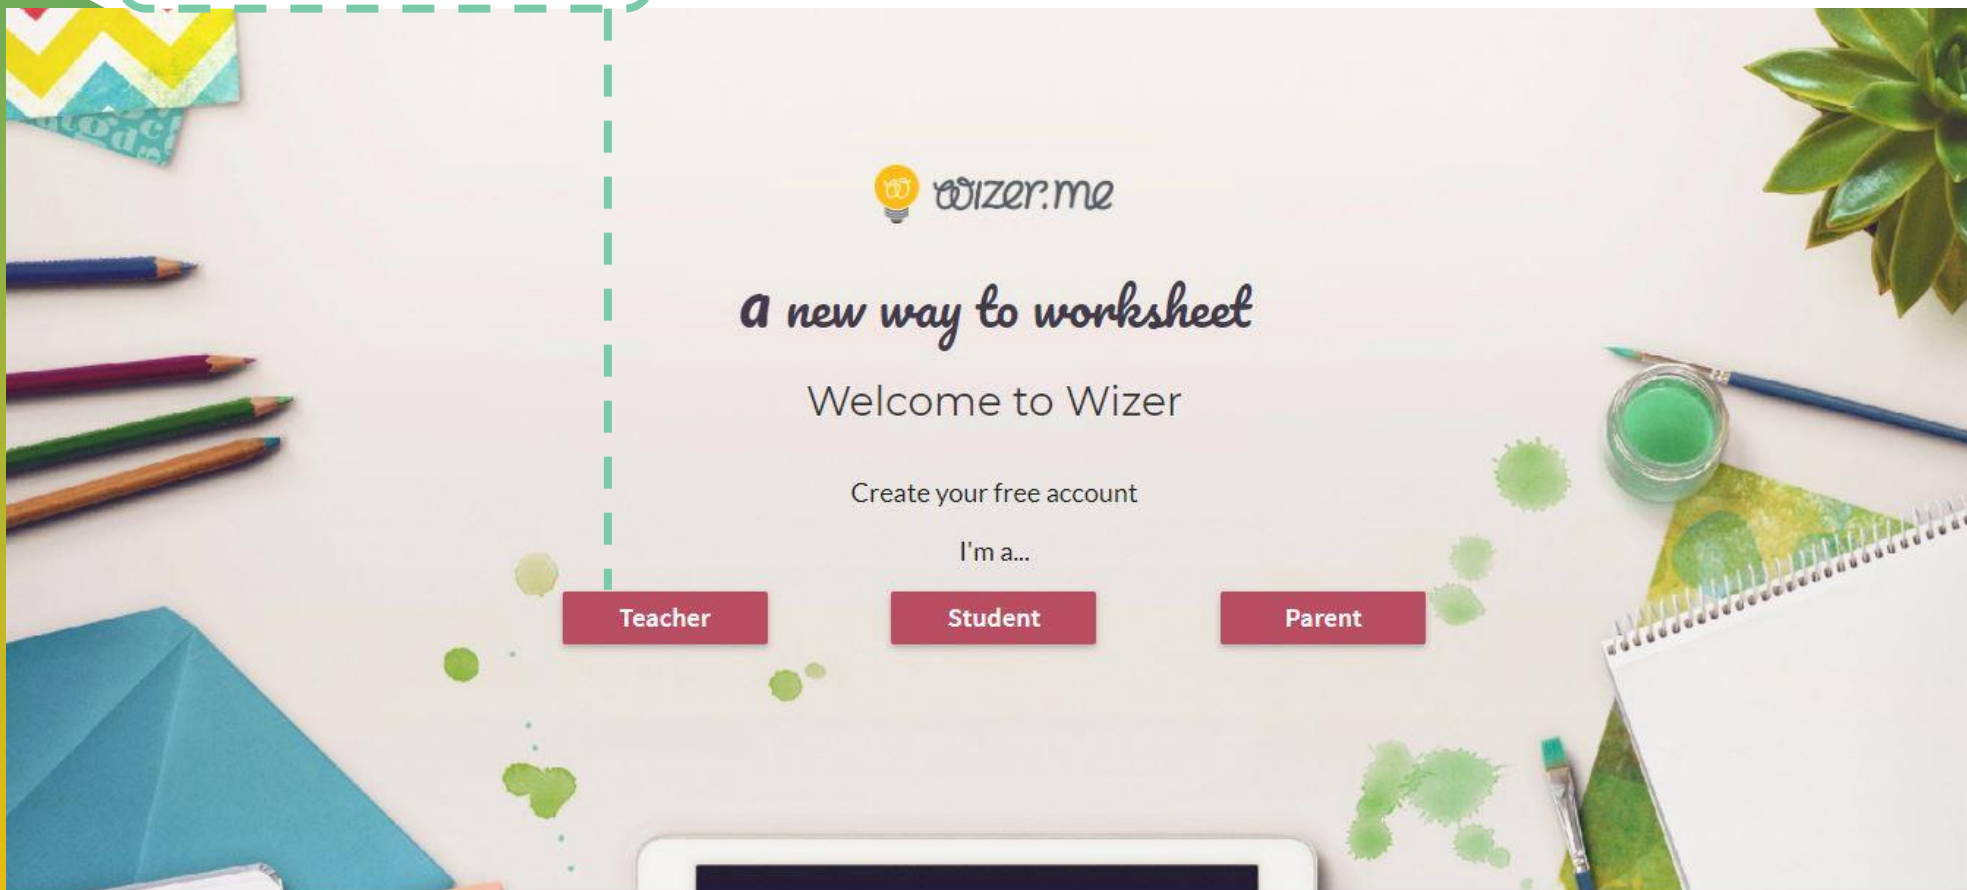 wizer.me
a new way to worksheet
Welcome to Wizer
Create your free account
I'm a...
Teacher
Student
Parent